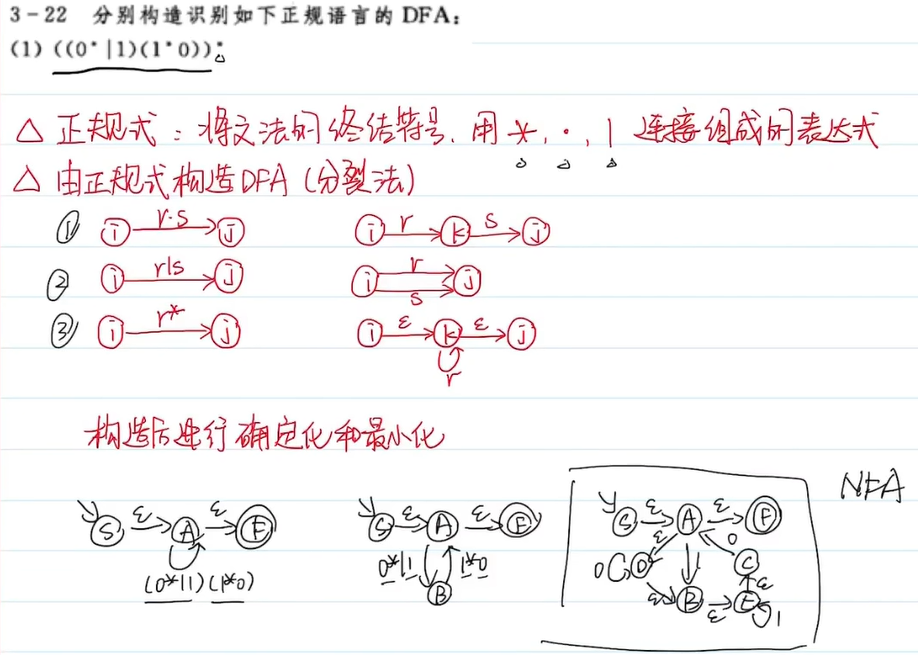 3-22 分别构造识别如下正规语言的 DFA：
(1) ((0*|1)(1*0))*
△ 正规式：将文法的终结符号，用 *, ·, | 连接组成的表达式
△ 由正规式构造DFA (分裂法)
① i r·s j i r k s j
② i r|s j i r s j
③ i r* j i ε k ε j r
构造后进行确定化和最小化
NFA
S ε A ε F (0*|1)(1*0)
S ε A ε F 0*|1 1*0 B
S ε A ε F ε 0 D ε 1 B ε E 1 ε C 0